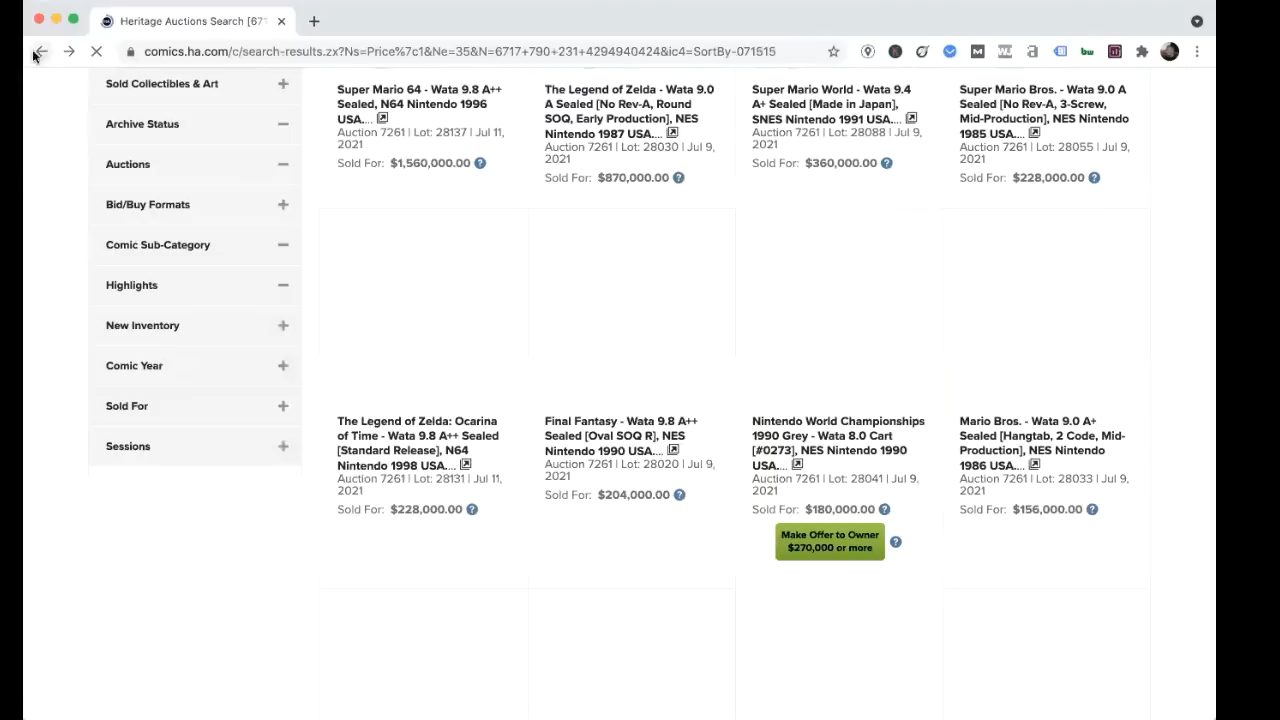 Heritage Auctions Search [671
comics.ha.com/c/search-results.zx?Ns=Price%7c1&Ne=35&N=6717+790+231+4294940424&ic4=SortBy-071515
Sold Collectibles & Art
Archive Status
Auctions
Bid/Buy Formats
Comic Sub-Category
Highlights
New Inventory
Comic Year
Sold For
Sessions
Super Mario 64 - Wata 9.8 A++
Sealed, N64 Nintendo 1996
USA....
Auction 7261 | Lot: 28137 | Jul 11,
2021
Sold For: $1,560,000.00
The Legend of Zelda - Wata 9.0
A Sealed [No Rev-A, Round
SOQ, Early Production], NES
Nintendo 1987 USA....
Auction 7261 | Lot: 28030 | Jul 9,
2021
Sold For: $870,000.00
Super Mario World - Wata 9.4
A+ Sealed [Made in Japan],
SNES Nintendo 1991 USA....
Auction 7261 | Lot: 28088 | Jul 9,
2021
Sold For: $360,000.00
Super Mario Bros. - Wata 9.0 A
Sealed [No Rev-A, 3-Screw,
Mid-Production], NES Nintendo
1985 USA....
Auction 7261 | Lot: 28055 | Jul 9,
2021
Sold For: $228,000.00
The Legend of Zelda: Ocarina
of Time - Wata 9.8 A++ Sealed
[Standard Release], N64
Nintendo 1998 USA....
Auction 7261 | Lot: 28131 | Jul 11,
2021
Sold For: $228,000.00
Final Fantasy - Wata 9.8 A++
Sealed [Oval SOQ R], NES
Nintendo 1990 USA....
Auction 7261 | Lot: 28020 | Jul 9,
2021
Sold For: $204,000.00
Nintendo World Championships
1990 Grey - Wata 8.0 Cart
[#0273], NES Nintendo 1990
USA....
Auction 7261 | Lot: 28041 | Jul 9,
2021
Sold For: $180,000.00
Make Offer to Owner
$270,000 or more
Mario Bros. - Wata 9.0 A+
Sealed [Hangtab, 2 Code, Mid-
Production], NES Nintendo
1986 USA....
Auction 7261 | Lot: 28033 | Jul 9,
2021
Sold For: $156,000.00